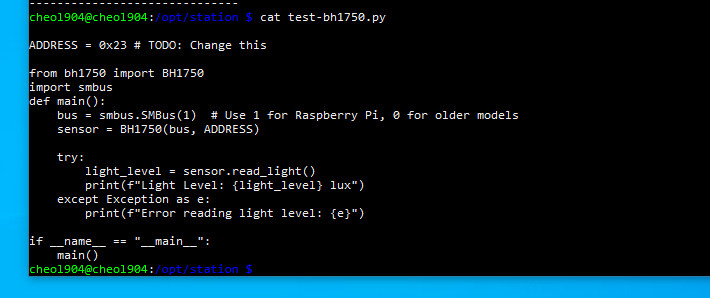 -------------------------------
cheol904@cheol904:/opt/station $ cat test-bh1750.py
ADDRESS = 0x23 # TODO: Change this
from bh1750 import BH1750
import smbus
def main():
    bus = smbus.SMBus(1)  # Use 1 for Raspberry Pi, 0 for older models
    sensor = BH1750(bus, ADDRESS)
    try:
        light_level = sensor.read_light()
        print(f"Light Level: {light_level} lux")
    except Exception as e:
        print(f"Error reading light level: {e}")
if __name__ == "__main__":
    main()
cheol904@cheol904:/opt/station $